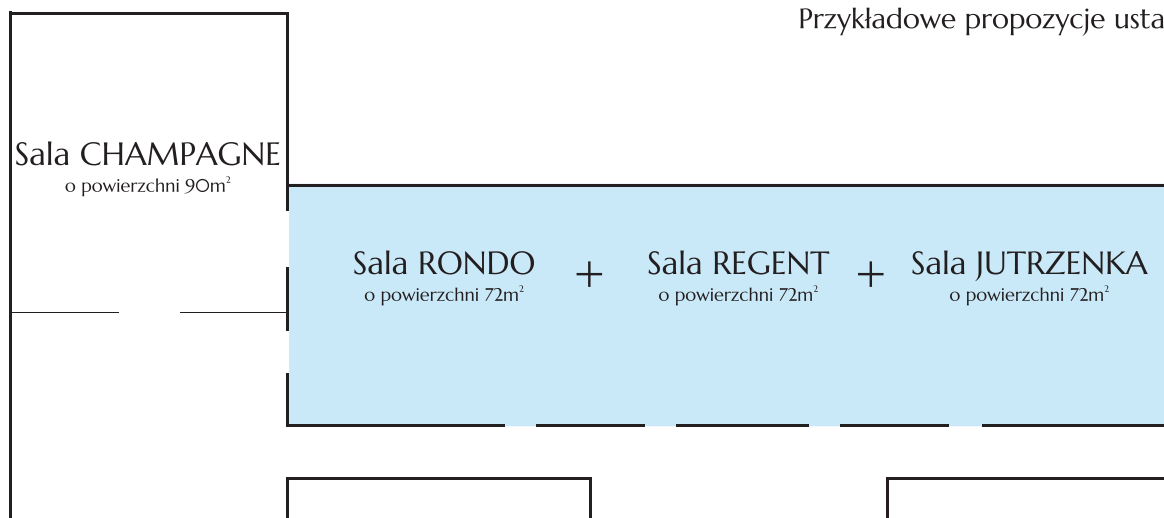 Przykładowe propozycje usta
Sala CHAMPAGNE
o powierzchni 90m²
Sala RONDO + Sala REGENT + Sala JUTRZENKA
o powierzchni 72m² o powierzchni 72m² o powierzchni 72m²